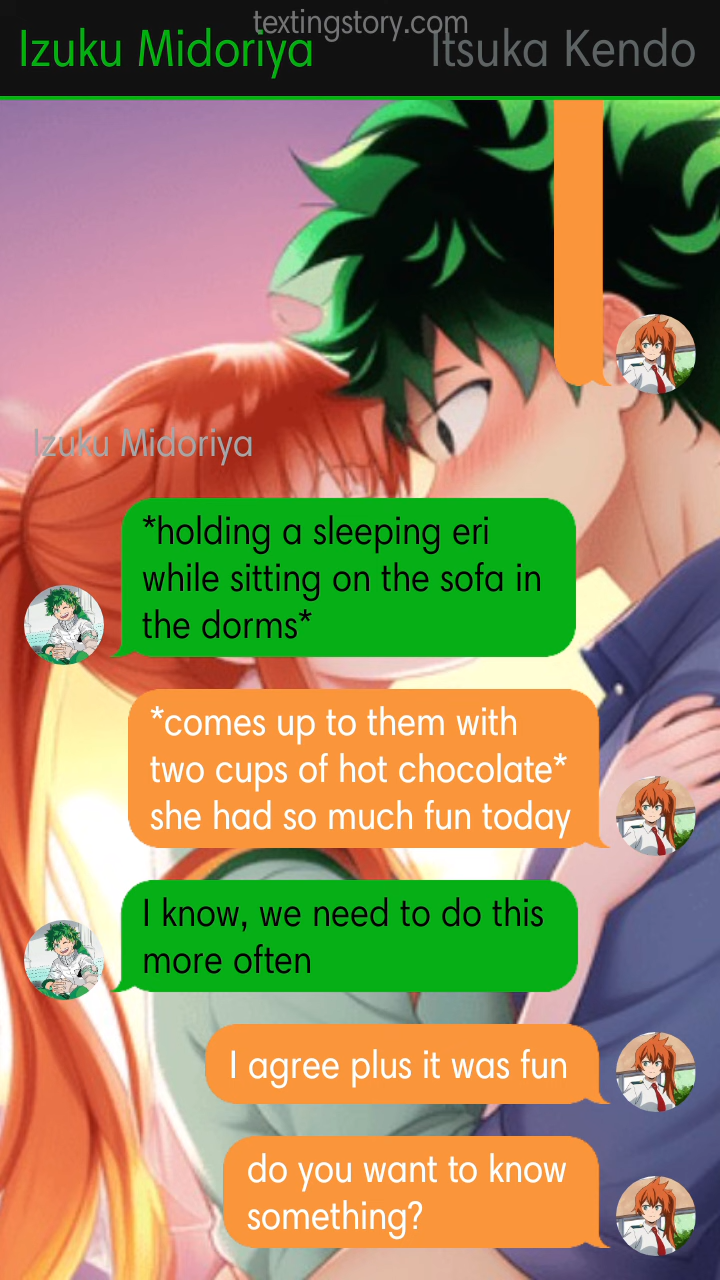 textingstory.com
Izuku Midoriya
Itsuka Kendo
Izuku Midoriya
*holding a sleeping eri
while sitting on the sofa in
the dorms*
*comes up to them with
two cups of hot chocolate*
she had so much fun today
I know, we need to do this
more often
I agree plus it was fun
do you want to know
something?